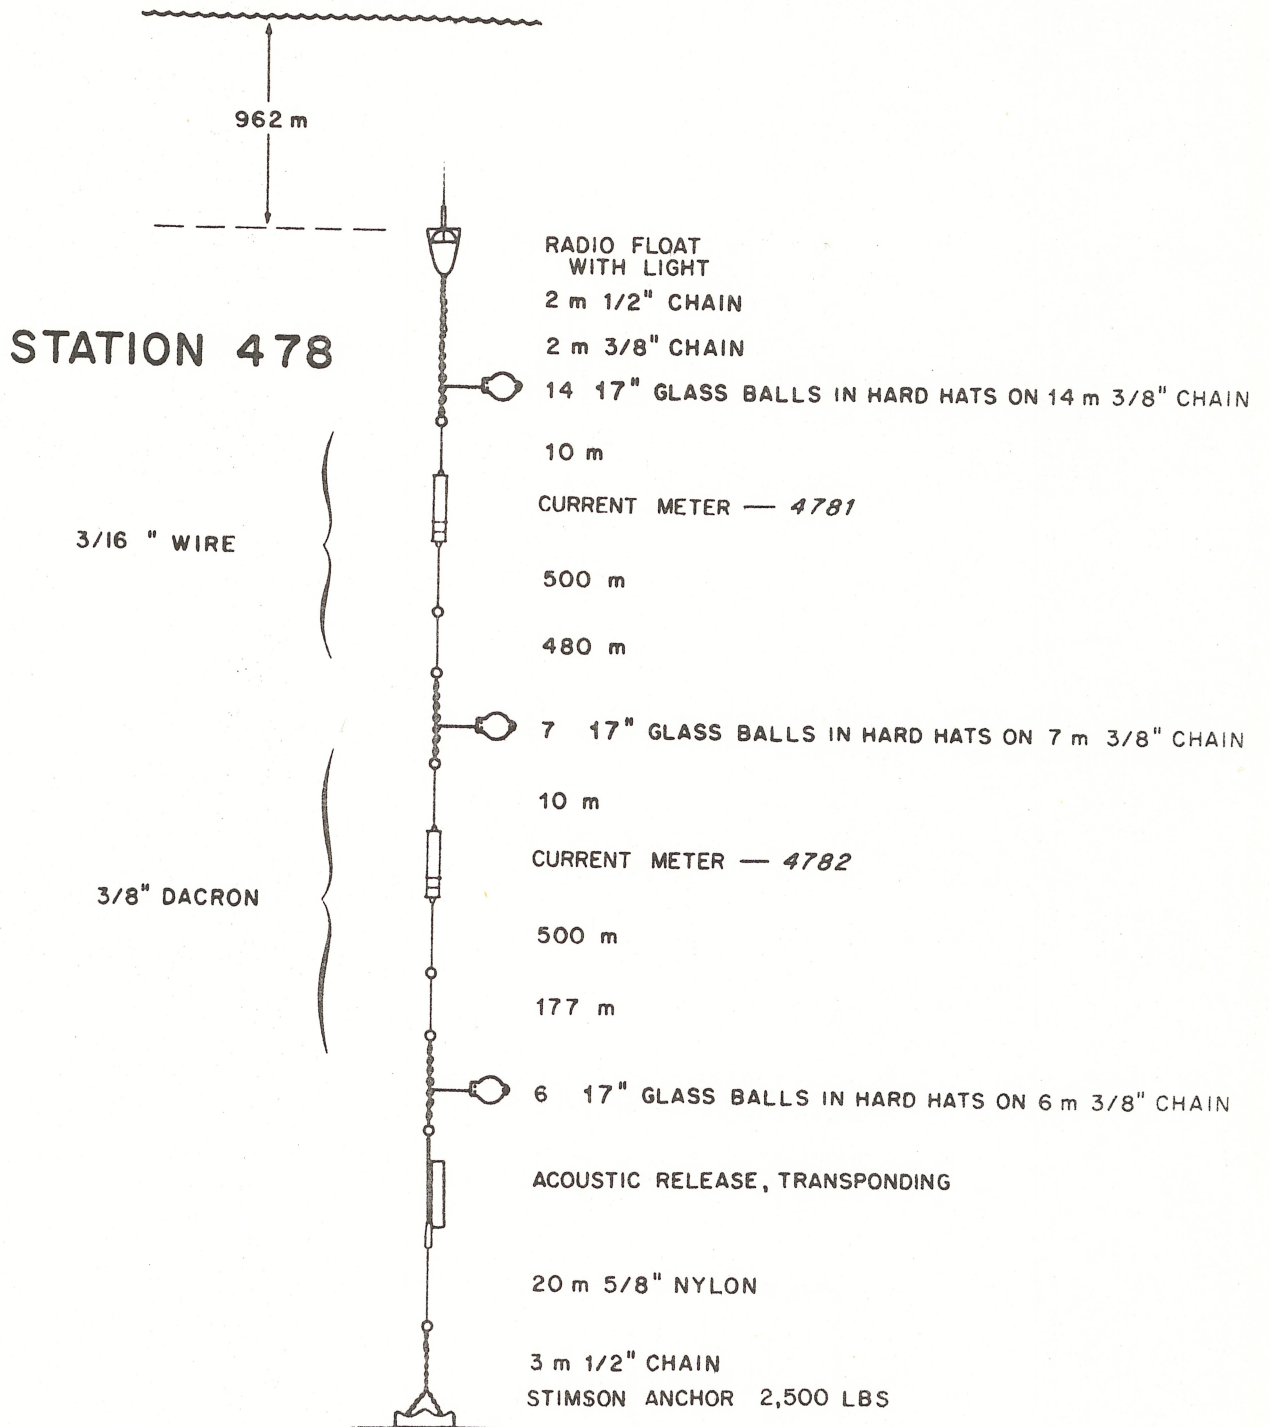 962 m
RADIO FLOAT
WITH LIGHT
2 m 1/2" CHAIN
STATION 478
2 m 3/8" CHAIN
14 17" GLASS BALLS IN HARD HATS ON 14 m 3/8" CHAIN
10 m
CURRENT METER — 4781
3/16 " WIRE
500 m
480 m
7 17" GLASS BALLS IN HARD HATS ON 7 m 3/8" CHAIN
10 m
CURRENT METER — 4782
3/8" DACRON
500 m
177 m
6 17" GLASS BALLS IN HARD HATS ON 6 m 3/8" CHAIN
ACOUSTIC RELEASE, TRANSPONDING
20 m 5/8" NYLON
3 m 1/2" CHAIN
STIMSON ANCHOR 2,500 LBS